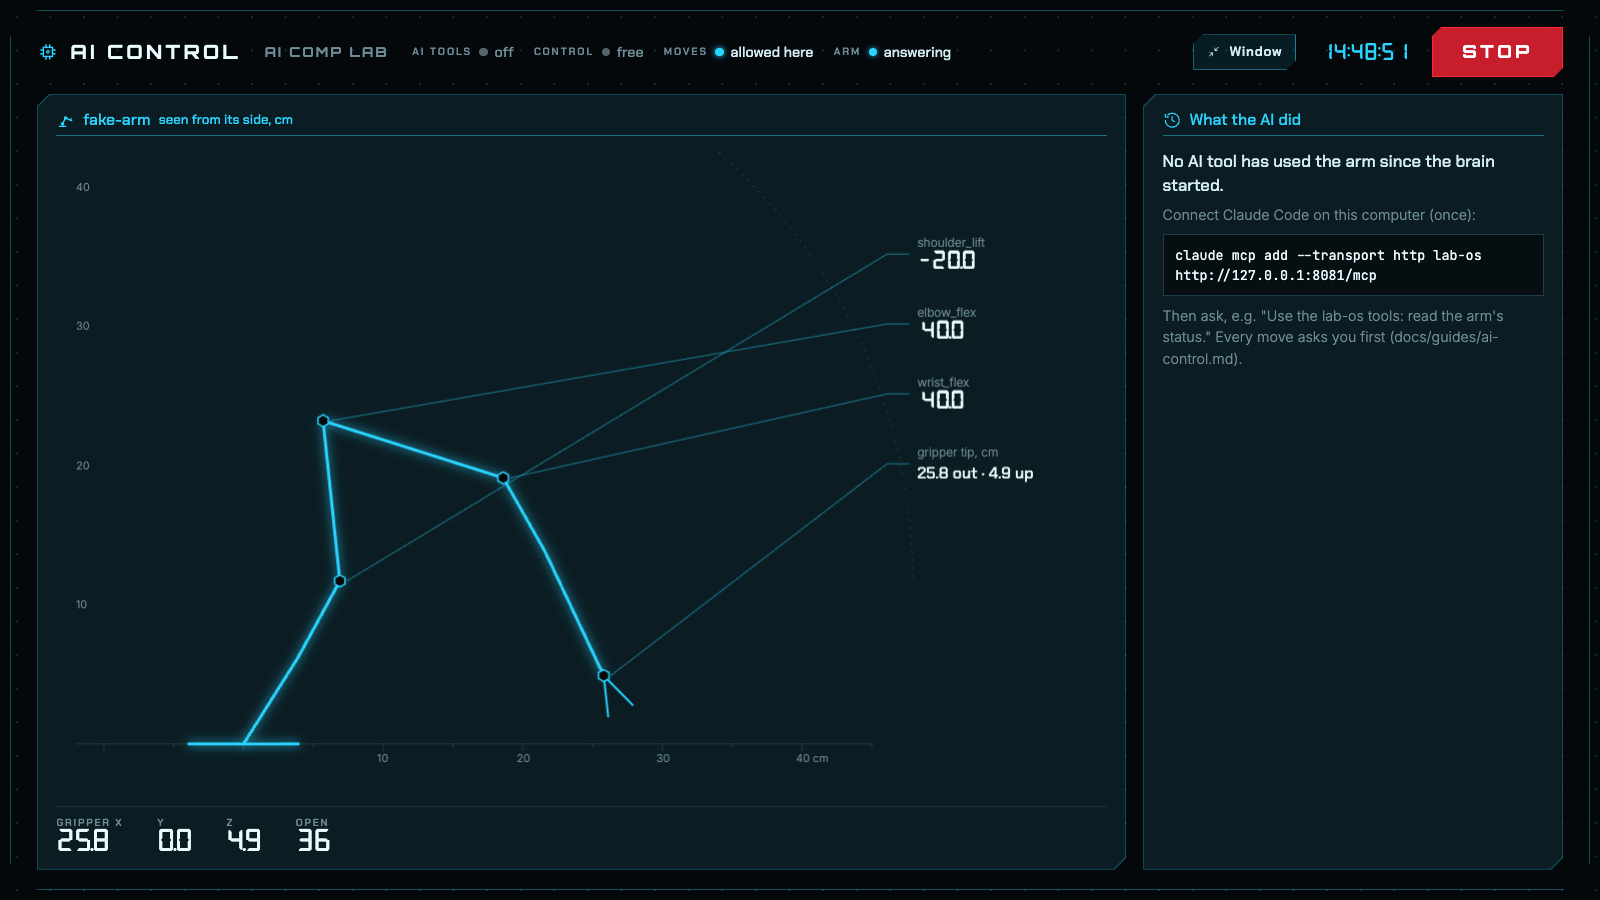 AI CONTROL
AI COMP LAB
AI TOOLS off
CONTROL free
MOVES allowed here
ARM answering
Window
14:48:51
STOP
fake-arm seen from its side, cm
40
30
20
10
shoulder_lift
-20.0
elbow_flex
40.0
wrist_flex
40.0
gripper tip, cm
25.8 out · 4.9 up
10
20
30
40 cm
GRIPPER X
25.8
Y
0.0
Z
4.9
OPEN
36
What the AI did
No AI tool has used the arm since the brain
started.
Connect Claude Code on this computer (once):
claude mcp add --transport http lab-os
http://127.0.0.1:8081/mcp
Then ask, e.g. "Use the lab-os tools: read the arm's
status." Every move asks you first (docs/guides/ai-
control.md).